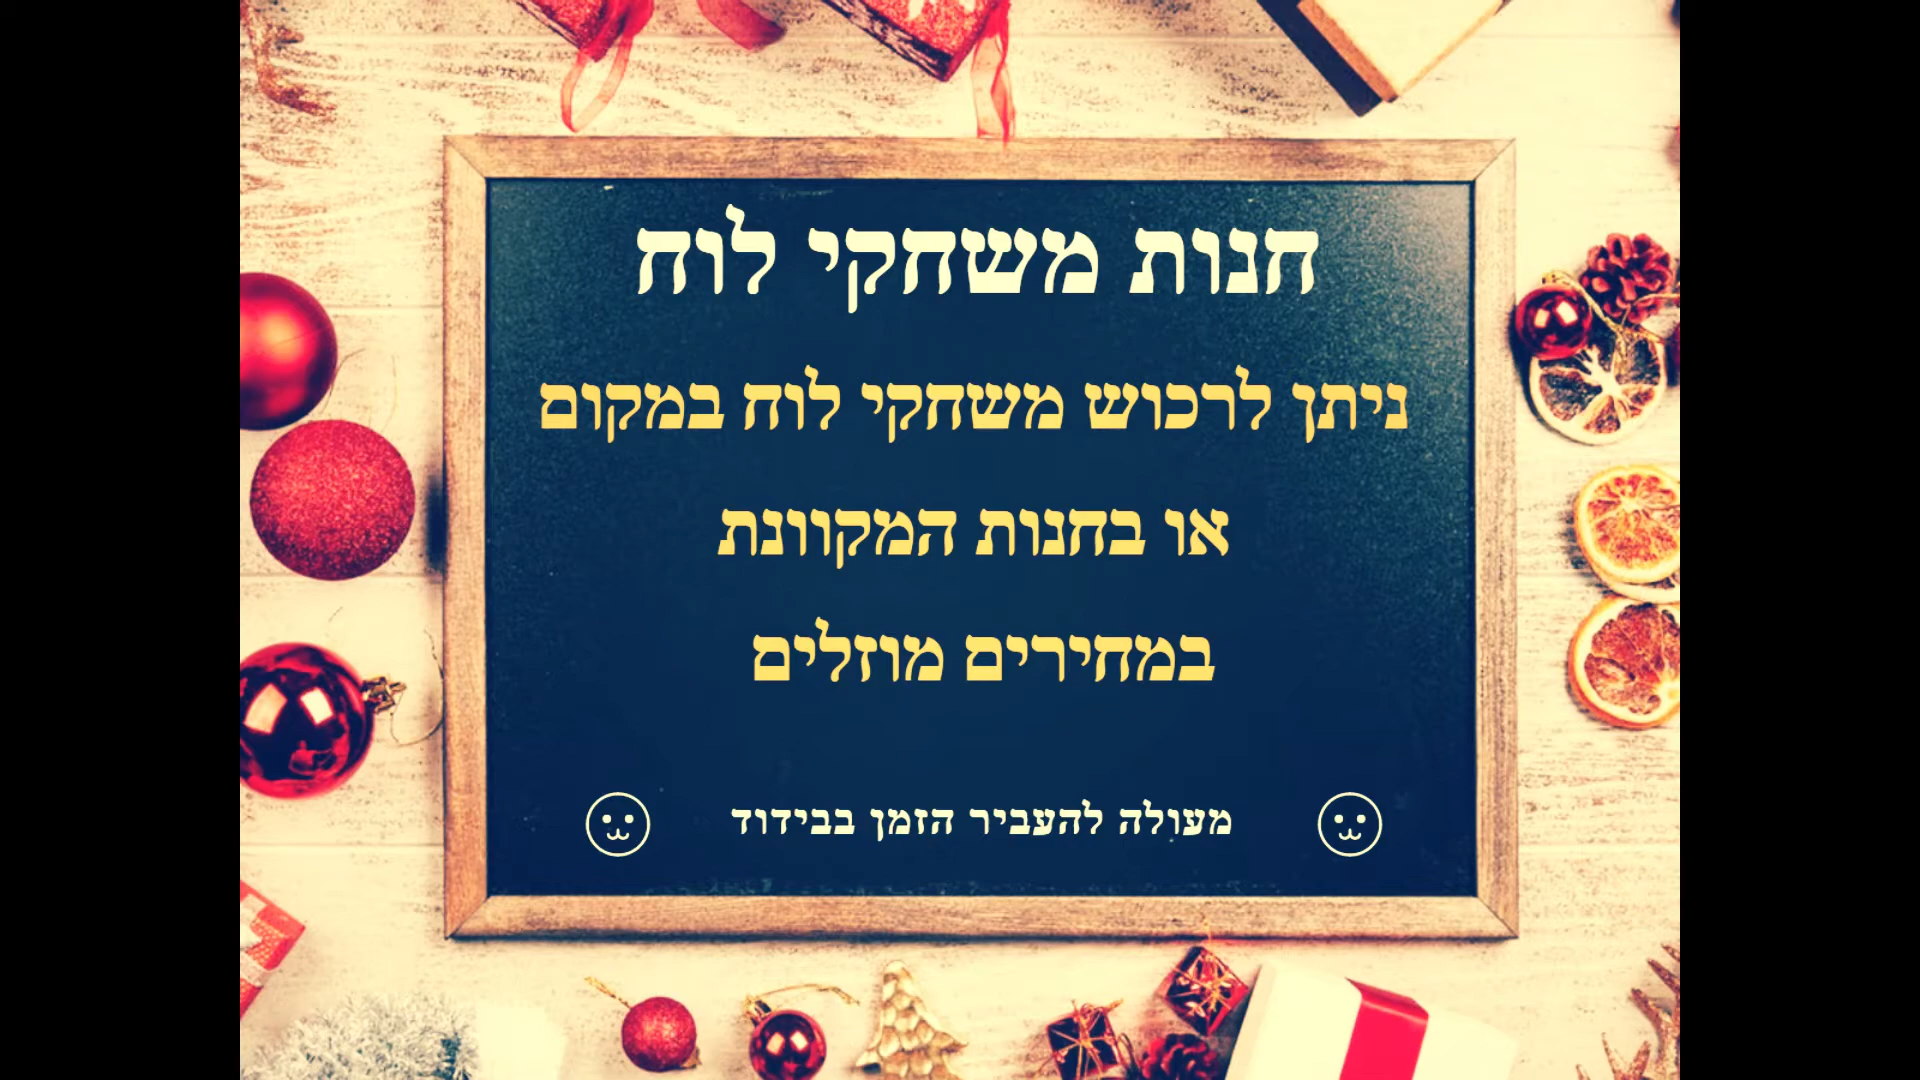 חנות משחקי לוח
ניתן לרכוש משחקי לוח במקום
או בחנות המקוונת
במחירים מוזלים
מעולה להעביר הזמן בבידוד